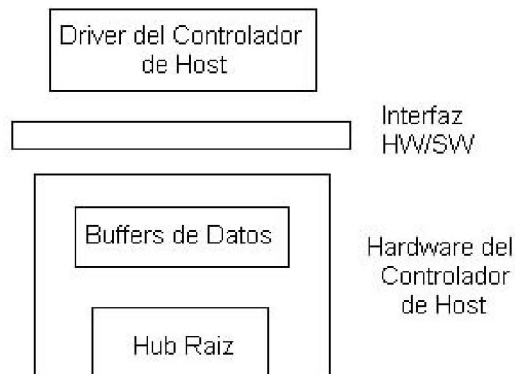 Driver del Controlador
de Host
Interfaz
HW/SW
Buffers de Datos
Hardware del
Controlador
de Host
Hub Raiz